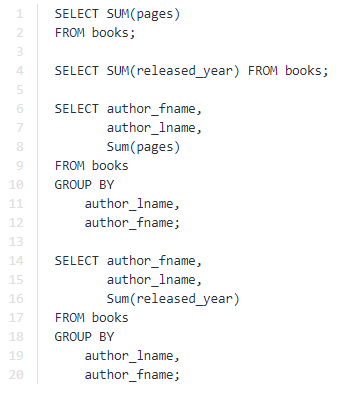 1 SELECT SUM(pages)
2 FROM books;
3
4 SELECT SUM(released_year) FROM books;
5
6 SELECT author_fname,
7        author_lname,
8        Sum(pages)
9 FROM books
10 GROUP BY
11     author_lname,
12     author_fname;
13
14 SELECT author_fname,
15        author_lname,
16        Sum(released_year)
17 FROM books
18 GROUP BY
19     author_lname,
20     author_fname;